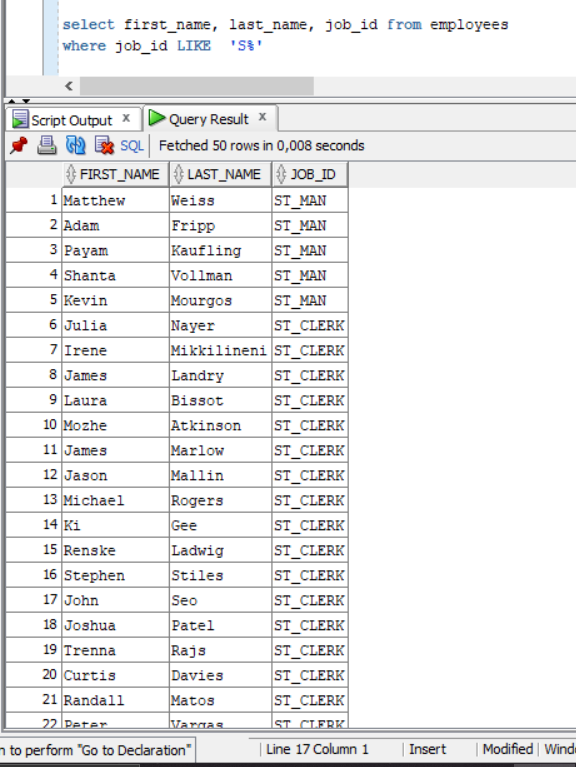 select first_name, last_name, job_id from employees
where job_id LIKE 'S%'
Script Output x Query Result x
SQL | Fetched 50 rows in 0,008 seconds
FIRST_NAME LAST_NAME JOB_ID
1 Matthew Weiss ST_MAN
2 Adam Fripp ST_MAN
3 Payam Kaufling ST_MAN
4 Shanta Vollman ST_MAN
5 Kevin Mourgos ST_MAN
6 Julia Nayer ST_CLERK
7 Irene Mikkilineni ST_CLERK
8 James Landry ST_CLERK
9 Laura Bissot ST_CLERK
10 Mozhe Atkinson ST_CLERK
11 James Marlow ST_CLERK
12 Jason Mallin ST_CLERK
13 Michael Rogers ST_CLERK
14 Ki Gee ST_CLERK
15 Renske Ladwig ST_CLERK
16 Stephen Stiles ST_CLERK
17 John Seo ST_CLERK
18 Joshua Patel ST_CLERK
19 Trenna Rajs ST_CLERK
20 Curtis Davies ST_CLERK
21 Randall Matos ST_CLERK
22 Peter Vargas ST_CLERK
n to perform "Go to Declaration" | Line 17 Column 1 | Insert | Modified | Windo